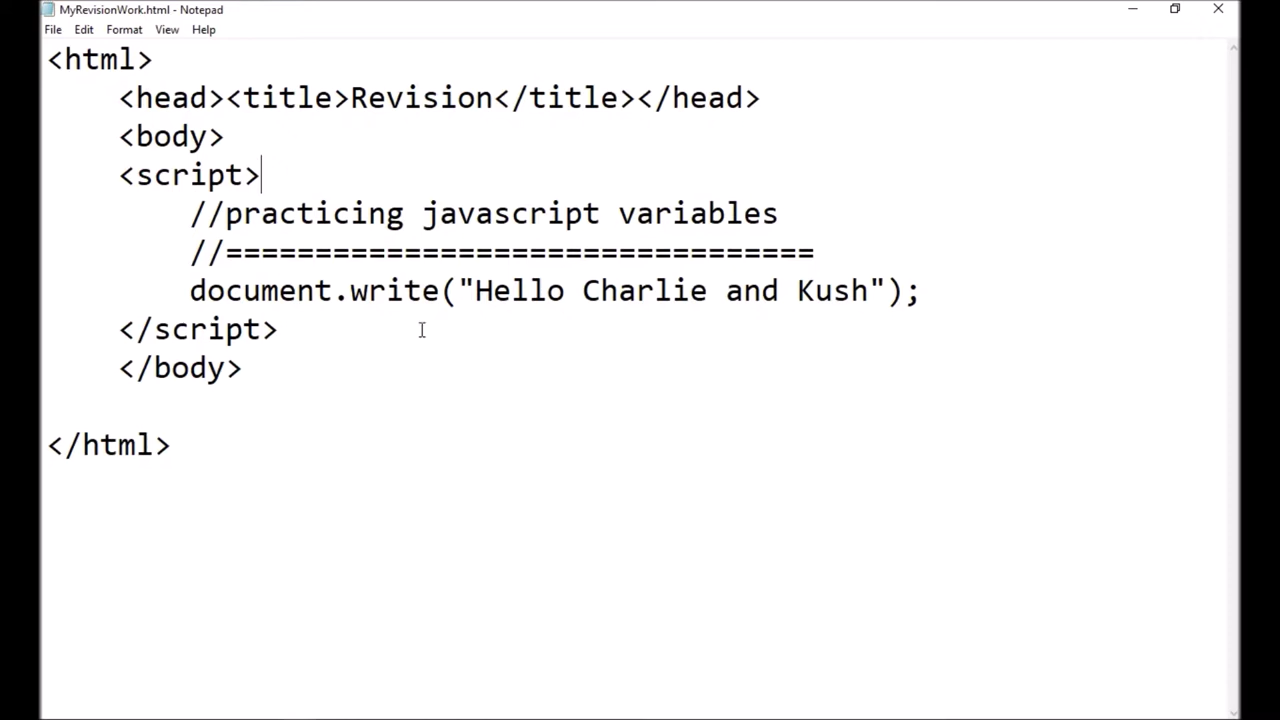 MyRevisionWork.html - Notepad
File Edit Format View Help
<html>
<head><title>Revision</title></head>
<body>
<script>
//practicing javascript variables
//=================================
document.write("Hello Charlie and Kush");
</script>
</body>
</html>